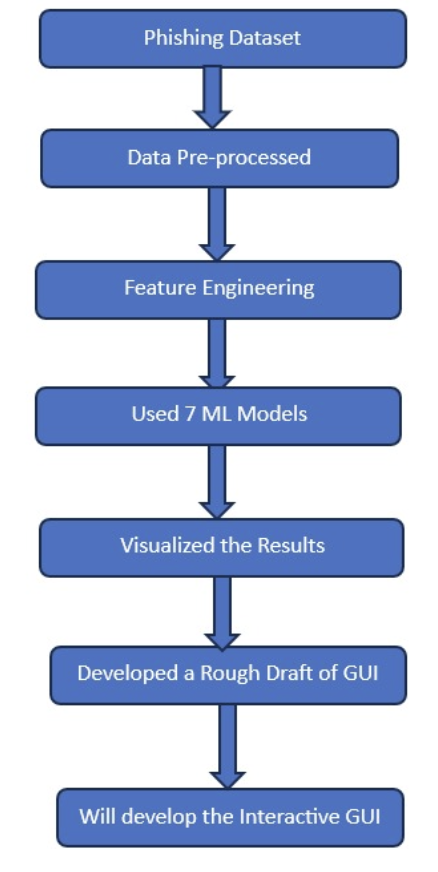 Phishing Dataset
Data Pre-processed
Feature Engineering
Used 7 ML Models
Visualized the Results
Developed a Rough Draft of GUI
Will develop the Interactive GUI